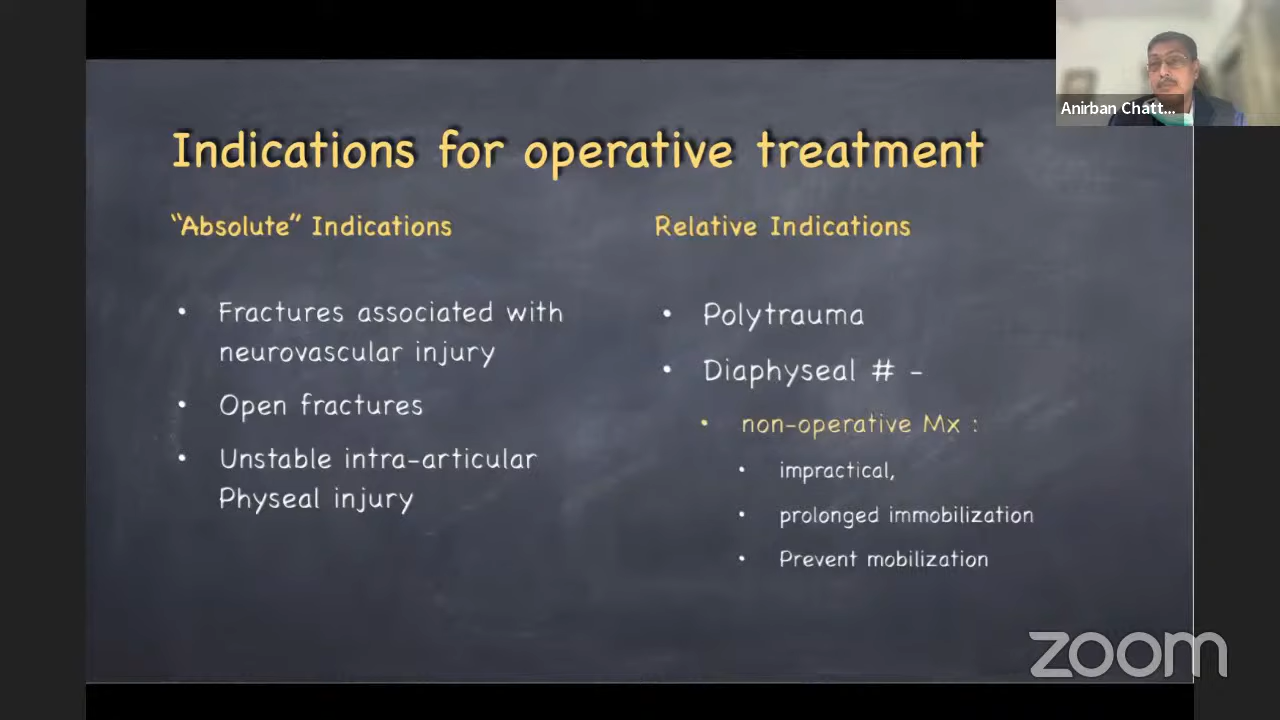 Anirban Chatt...
Indications for operative treatment
“Absolute” Indications
• Fractures associated with
neurovascular injury
• Open fractures
• Unstable intra-articular
Physeal injury
Relative Indications
• Polytrauma
• Diaphyseal # -
• non-operative Mx :
• impractical,
• prolonged immobilization
• Prevent mobilization
zoom